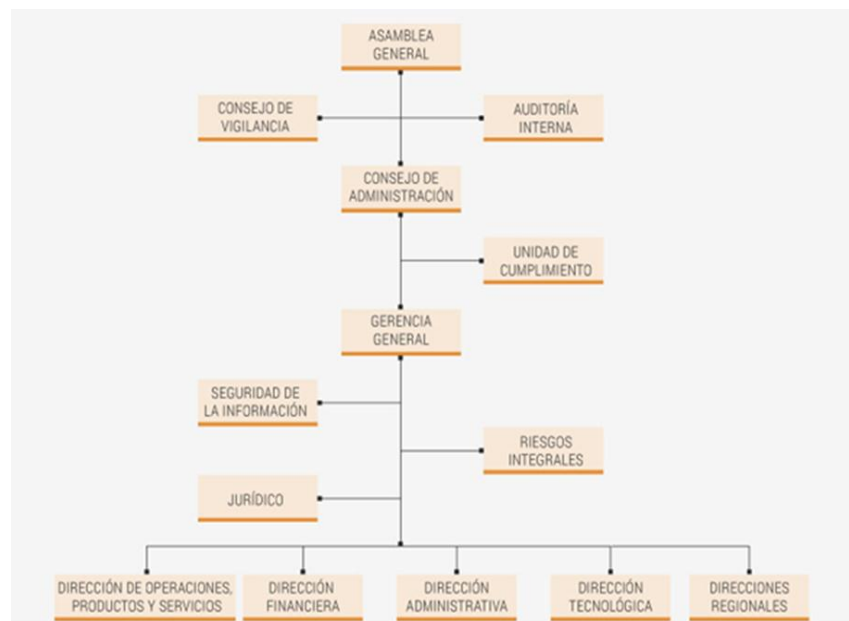 ASAMBLEA
GENERAL
CONSEJO DE
VIGILANCIA
AUDITORÍA
INTERNA
CONSEJO DE
ADMINISTRACIÓN
UNIDAD DE
CUMPLIMIENTO
GERENCIA
GENERAL
SEGURIDAD DE
LA INFORMACIÓN
RIESGOS
INTEGRALES
JURÍDICO
DIRECCIÓN DE OPERACIONES,
PRODUCTOS Y SERVICIOS
DIRECCIÓN
FINANCIERA
DIRECCIÓN
ADMINISTRATIVA
DIRECCIÓN
TECNOLÓGICA
DIRECCIONES
REGIONALES